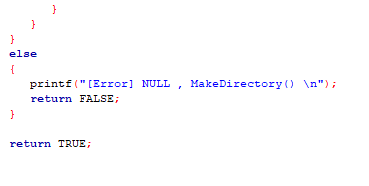 }
}
}
else
{
printf("[Error] NULL , MakeDirectory() \n");
return FALSE;
}
return TRUE;